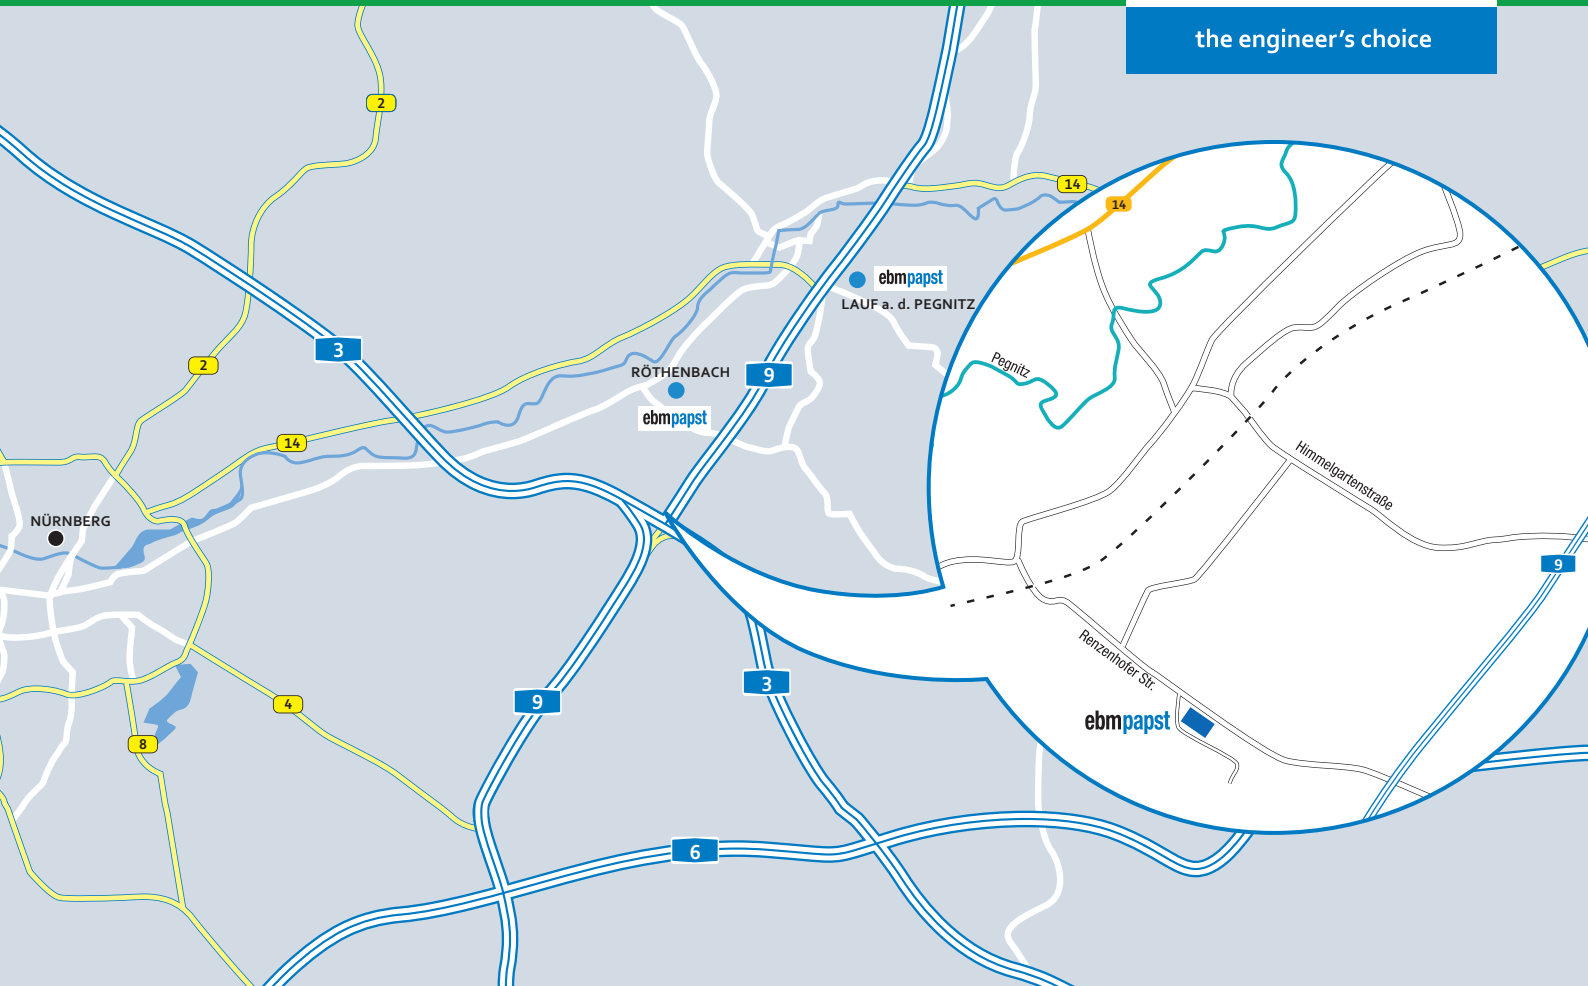 the engineer's choice
2
14
14
ebmpapst
LAUF a. d. PEGNITZ
3
2
Pegnitz
RÖTHENBACH
9
ebmpapst
14
Himmelgartenstraße
NÜRNBERG
9
Renzenhofer Str.
3
9
4
ebmpapst
8
6